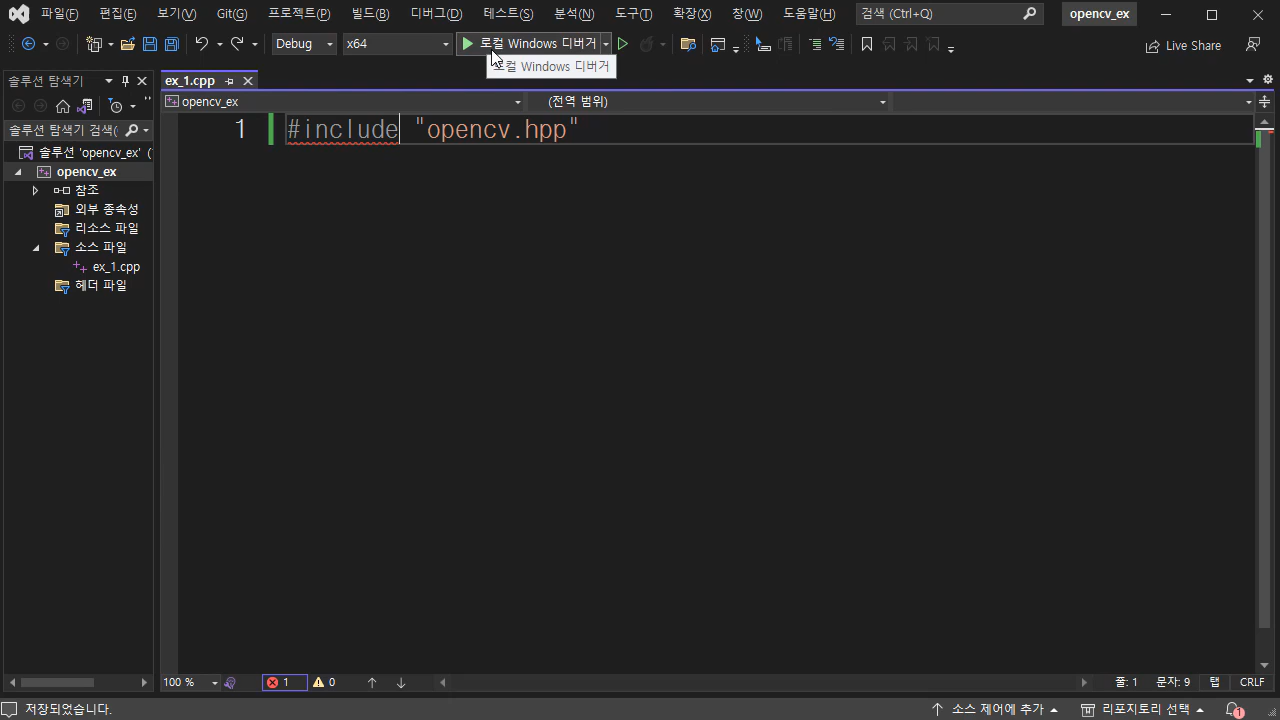 파일(F) 편집(E) 보기(V) Git(G) 프로젝트(P) 빌드(B) 디버그(D) 테스트(S) 분석(N) 도구(T) 확장(X) 창(W) 도움말(H) 검색 (Ctrl+Q) opencv_ex
Debug x64 로컬 Windows 디버거 Live Share
로컬 Windows 디버거
솔루션 탐색기 ex_1.cpp
opencv_ex (전역 범위)
솔루션 탐색기 검색(
솔루션 'opencv_ex' (
opencv_ex
참조
외부 종속성
리소스 파일
소스 파일
ex_1.cpp
헤더 파일
1 #include "opencv.hpp"
100 % 1 0 줄: 1 문자: 9 탭 CRLF
저장되었습니다. 소스 제어에 추가 리포지토리 선택 1